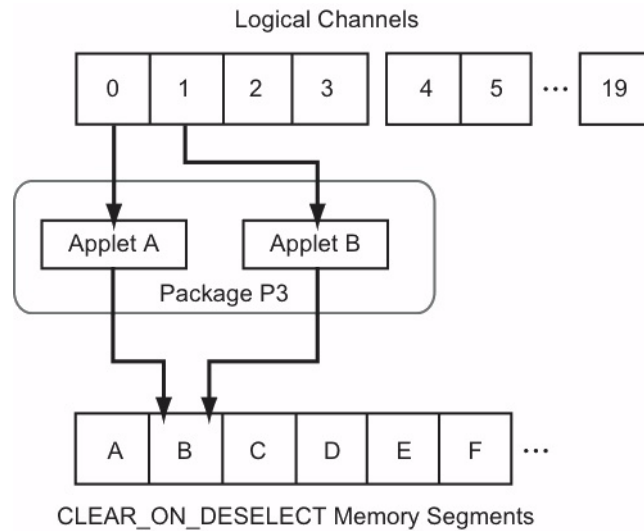 Logical Channels
0 1 2 3 4 5 ··· 19
Applet A Applet B
Package P3
A B C D E F ···
CLEAR_ON_DESELECT Memory Segments